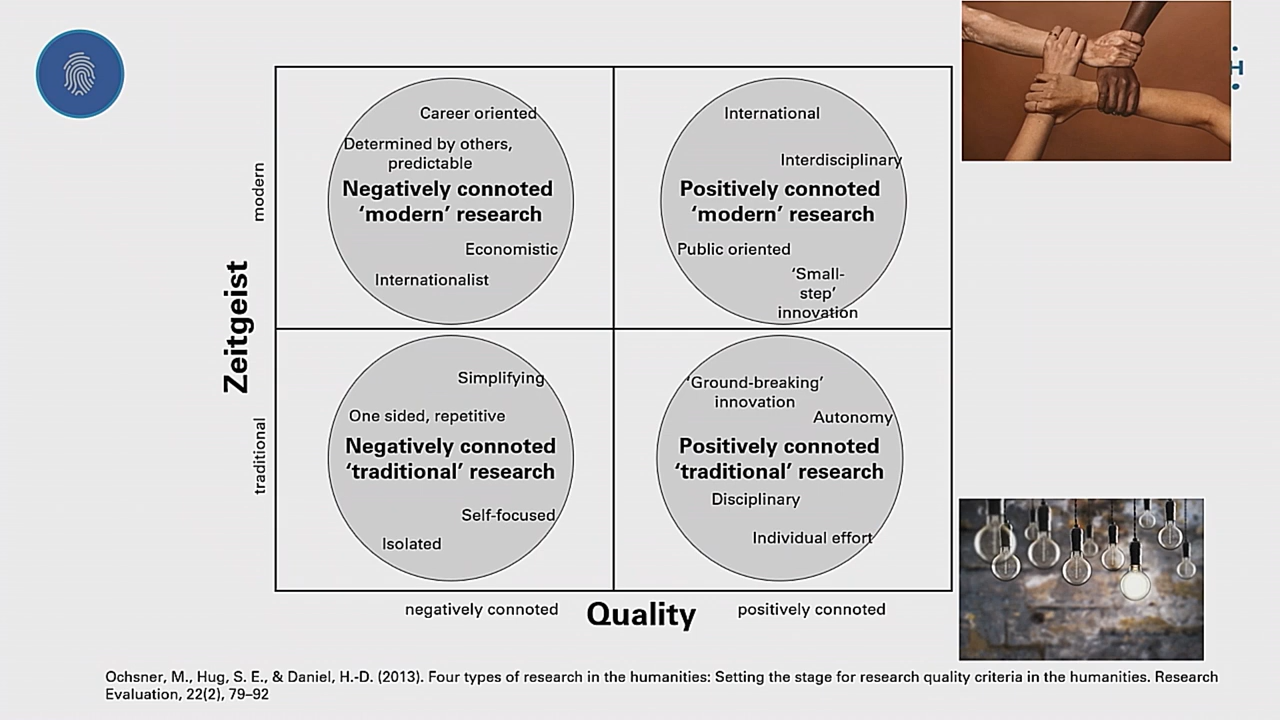 H
Career oriented
Determined by others,
predictable
Negatively connoted
‘modern’ research
Economistic
Internationalist
International
Interdisciplinary
Positively connoted
‘modern’ research
Public oriented
‘Small-
step’
innovation
modern
Zeitgeist
traditional
Simplifying
One sided, repetitive
Negatively connoted
‘traditional’ research
Self-focused
Isolated
‘Ground-breaking’
innovation
Autonomy
Positively connoted
‘traditional’ research
Disciplinary
Individual effort
negatively connoted
Quality
positively connoted
Ochsner, M., Hug, S. E., & Daniel, H.-D. (2013). Four types of research in the humanities: Setting the stage for research quality criteria in the humanities. Research
Evaluation, 22(2), 79–92